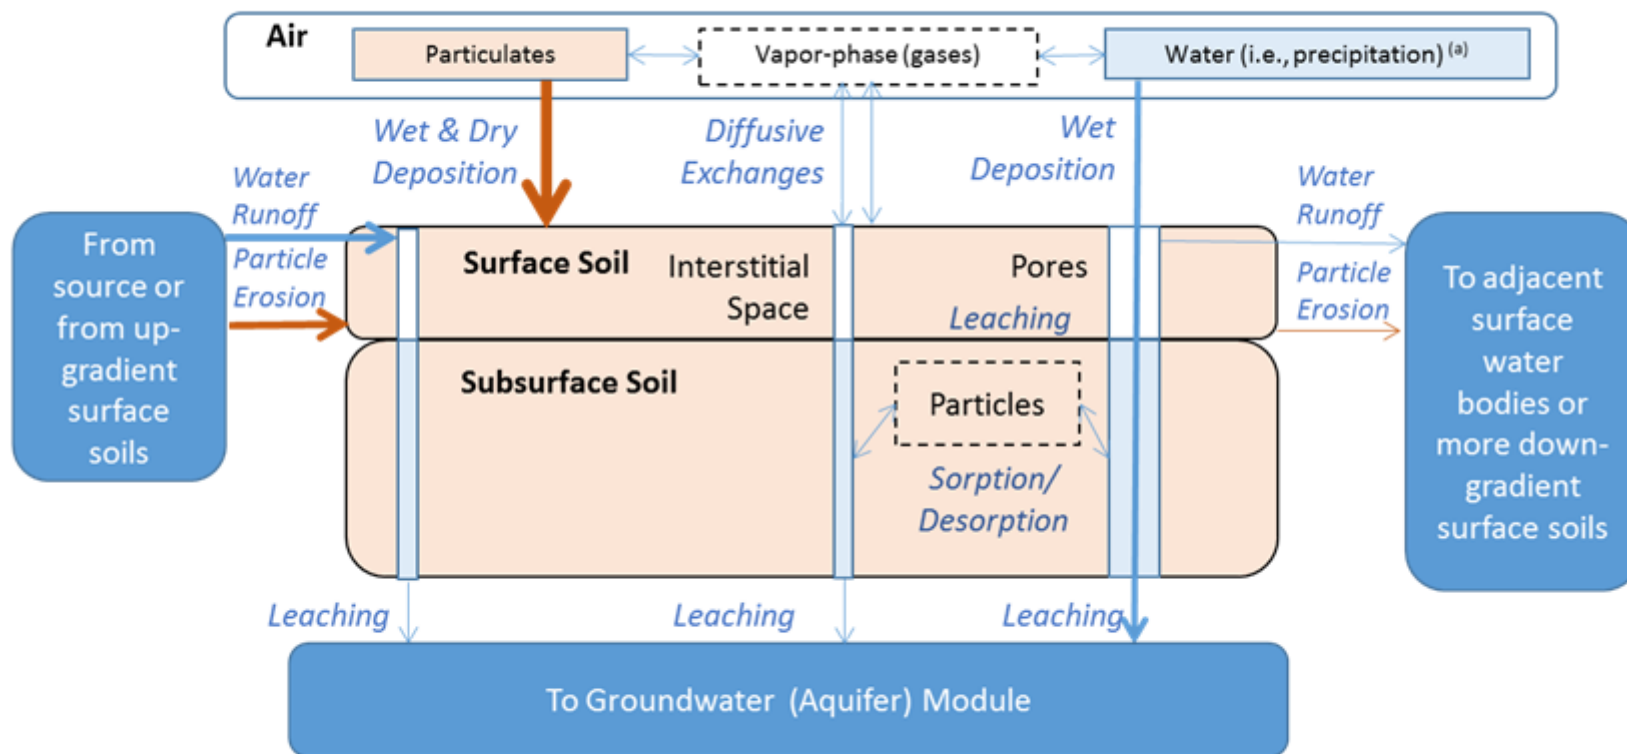 Air
Particulates
Vapor-phase (gases)
Water (i.e., precipitation) (a)
Wet & Dry
Deposition
Diffusive
Exchanges
Wet
Deposition
Water
Runoff
Particle
Erosion
Water
Runoff
Particle
Erosion
From
source or
from up-
gradient
surface
soils
Surface Soil
Interstitial
Space
Pores
Leaching
Subsurface Soil
Particles
Sorption/
Desorption
To adjacent
surface
water
bodies or
more down-
gradient
surface soils
Leaching
Leaching
Leaching
To Groundwater (Aquifer) Module